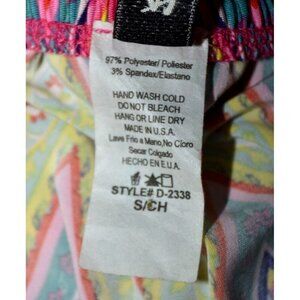 97% Polyester/ Poliester
3% Spandex/Elastano
HAND WASH COLD
DO NOT BLEACH
HANG OR LINE DRY
MADE IN U.S.A.
Lave Frio a Mano,No Cloro
Secar Colgado
HECHO EN E.U.A.
STYLE# D-2338
S/CH